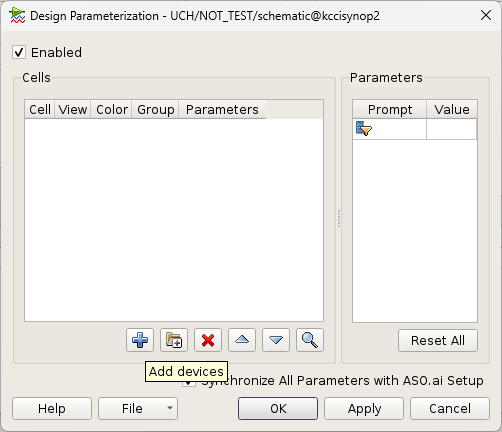 Design Parameterization - UCH/NOT_TEST/schematic@kccisynop2
Enabled
Cells
Cell View Color Group Parameters
Parameters
Prompt Value
Reset All
Add devices
Synchronize All Parameters with ASO.ai Setup
Help File OK Apply Cancel